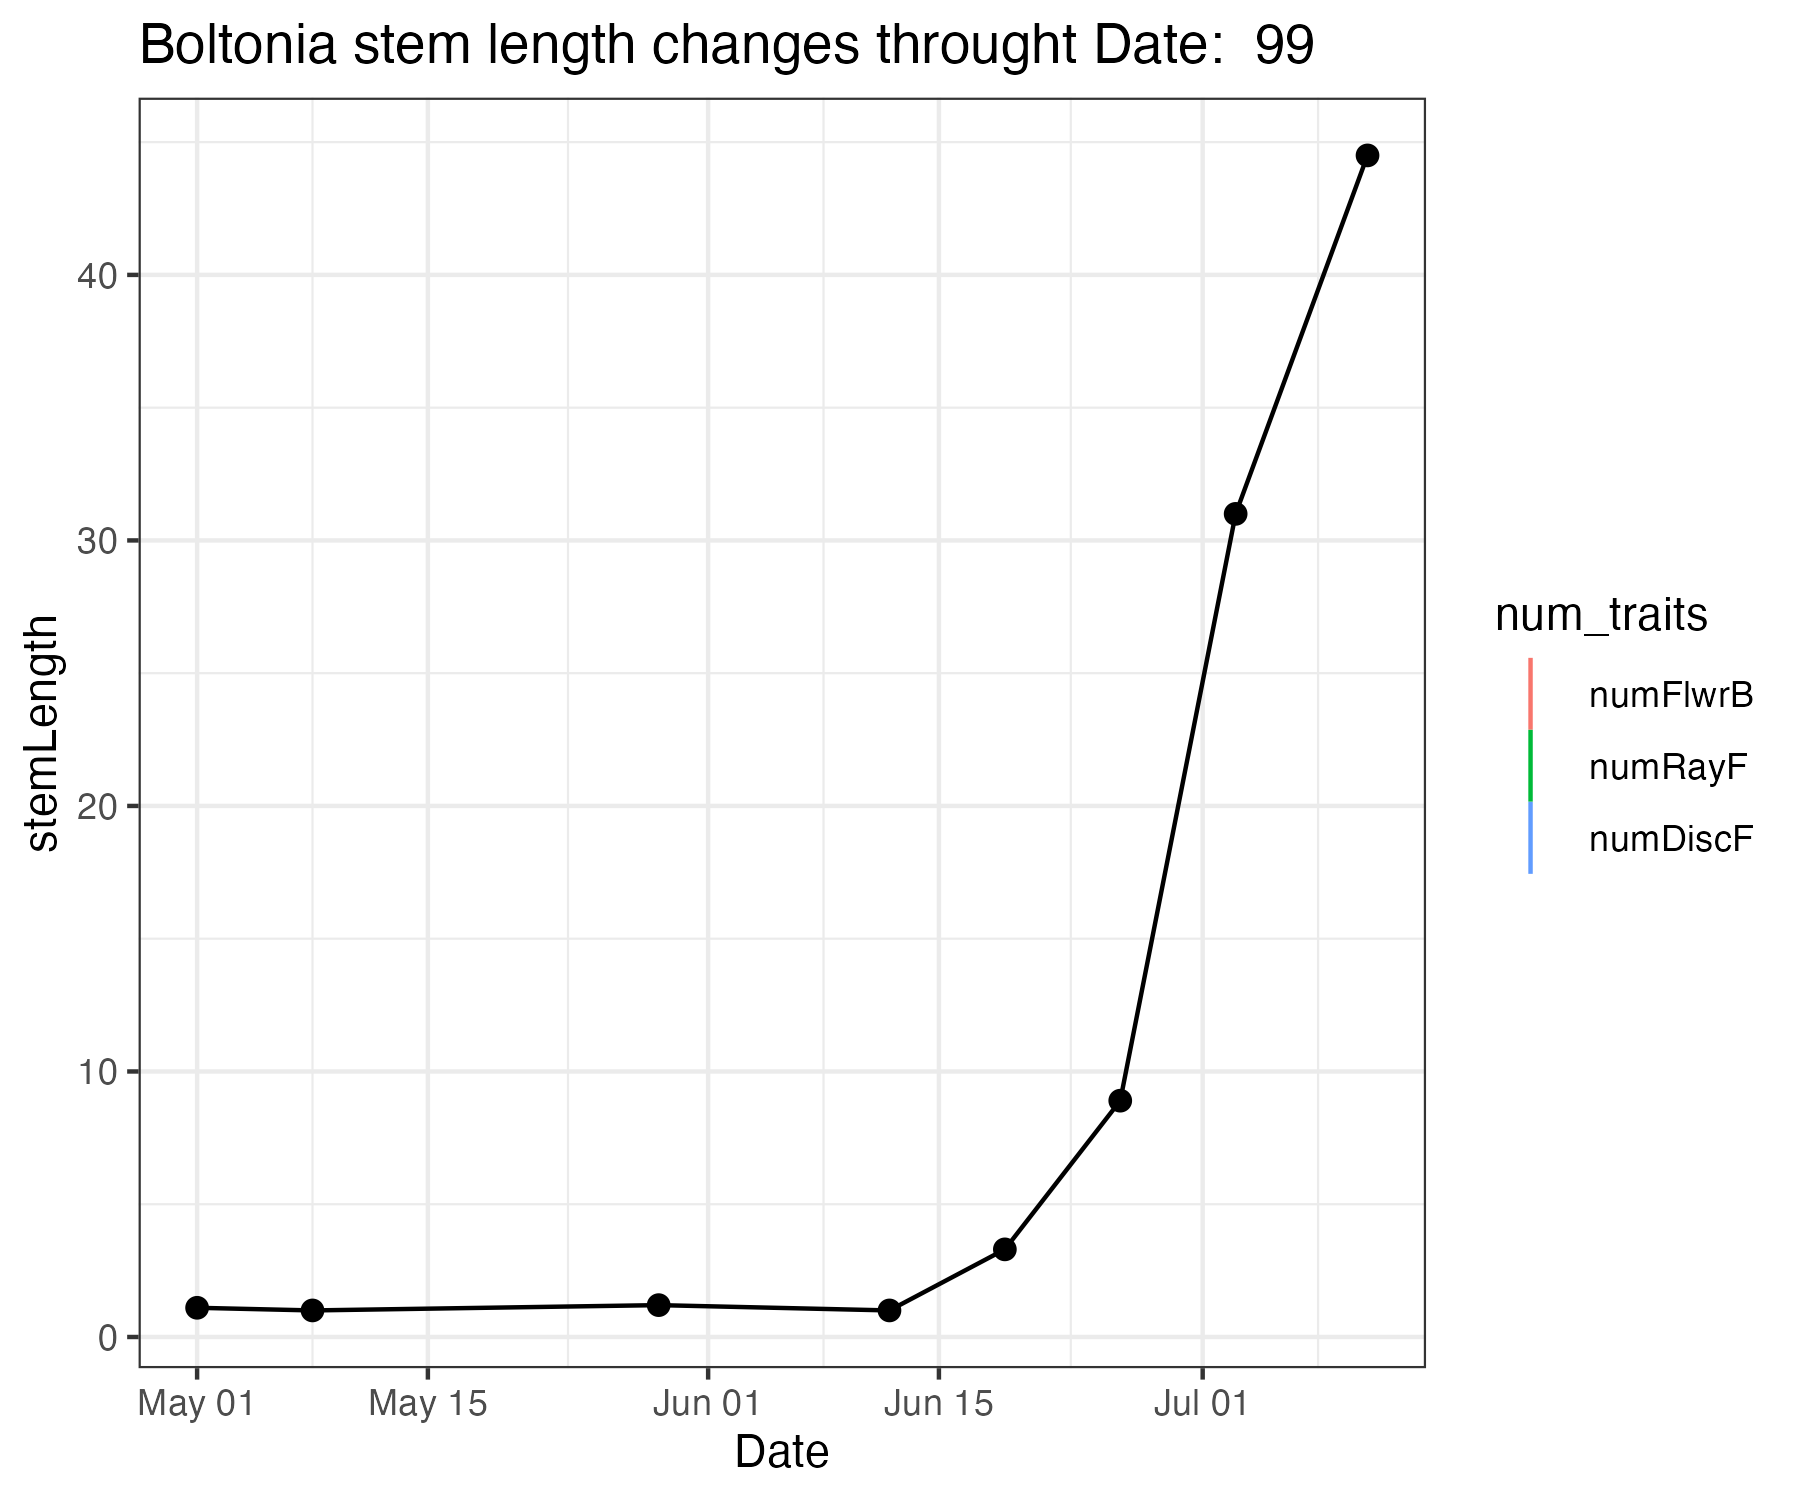 Boltonia stem length changes throught Date:  99
stemLength
40
30
20
10
0
May 01
May 15
Jun 01
Jun 15
Jul 01
Date
num_traits
numFlwrB
numRayF
numDiscF